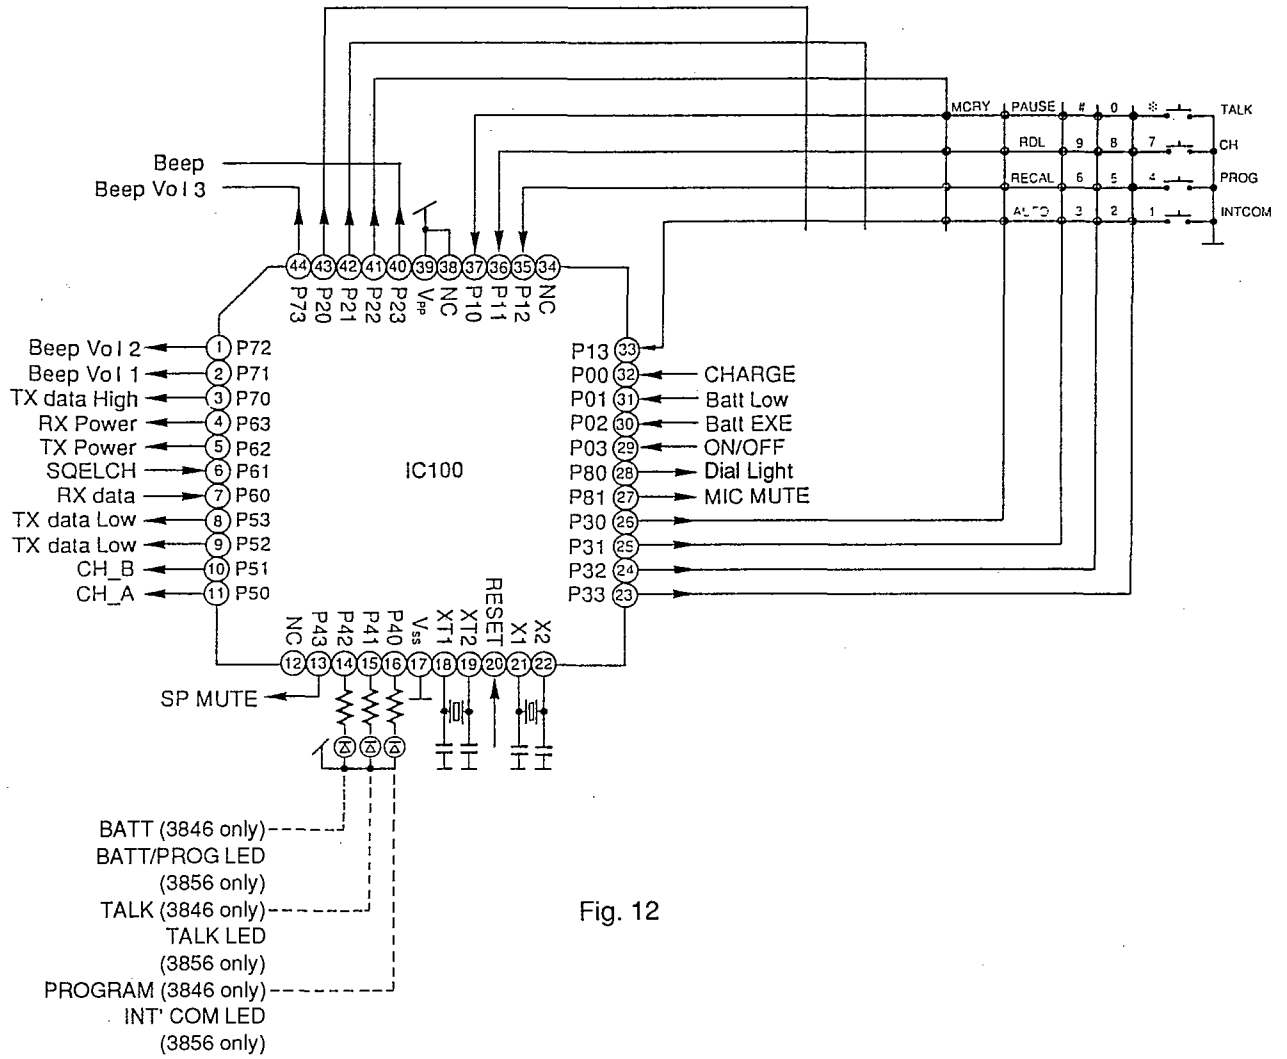 MCRY PAUSE # 0 * TALK
RDL 9 8 7 CH
RECAL 6 5 4 PROG
AUTO 3 2 1 INTCOM
Beep
Beep Vol 3
44 43 42 41 40 39 38 37 36 35 34
P73 P20 P21 P22 P23 VPP NC P10 P11 P12 NC
Beep Vol 2 1 P72
Beep Vol 1 2 P71
TX data High 3 P70
RX Power 4 P63
TX Power 5 P62
SQELCH 6 P61
RX data 7 P60
TX data Low 8 P53
TX data Low 9 P52
CH_B 10 P51
CH_A 11 P50
IC100
P13 33
P00 32 CHARGE
P01 31 Batt Low
P02 30 Batt EXE
P03 29 ON/OFF
P80 28 Dial Light
P81 27 MIC MUTE
P30 26
P31 25
P32 24
P33 23
NC P43 P42 P41 P40 Vss XT1 XT2 RESET X1 X2
12 13 14 15 16 17 18 19 20 21 22
SP MUTE
BATT (3846 only)
BATT/PROG LED
(3856 only)
TALK (3846 only)
TALK LED
(3856 only)
PROGRAM (3846 only)
INT' COM LED
(3856 only)
Fig. 12